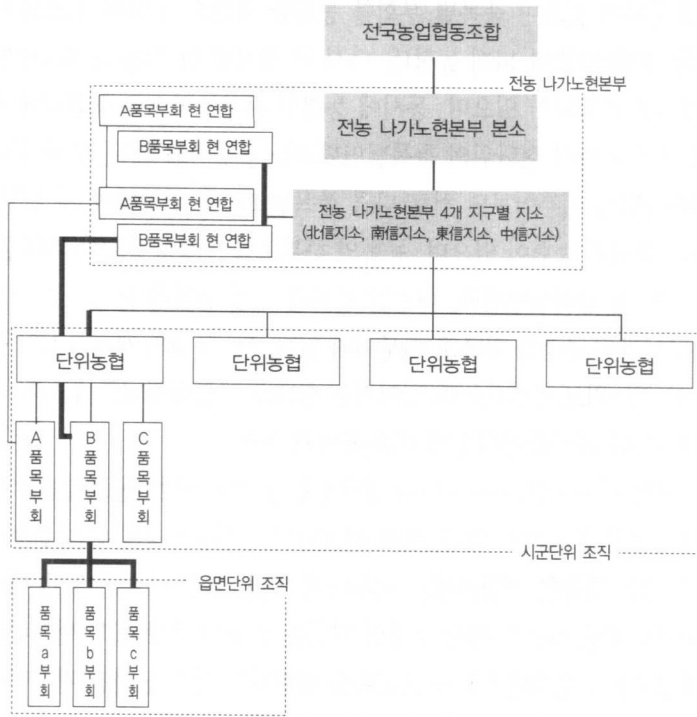 전국농업협동조합
전농 나가노현본부
A품목부회 현 연합
B품목부회 현 연합
전농 나가노현본부 본소
A품목부회 현 연합
B품목부회 현 연합
전농 나가노현본부 4개 지구별 지소
(北信지소, 南信지소, 東信지소, 中信지소)
단위농협
단위농협
단위농협
단위농협
A품목부회
B품목부회
C품목부회
시군단위 조직
읍면단위 조직
품목a부회
품목b부회
품목c부회